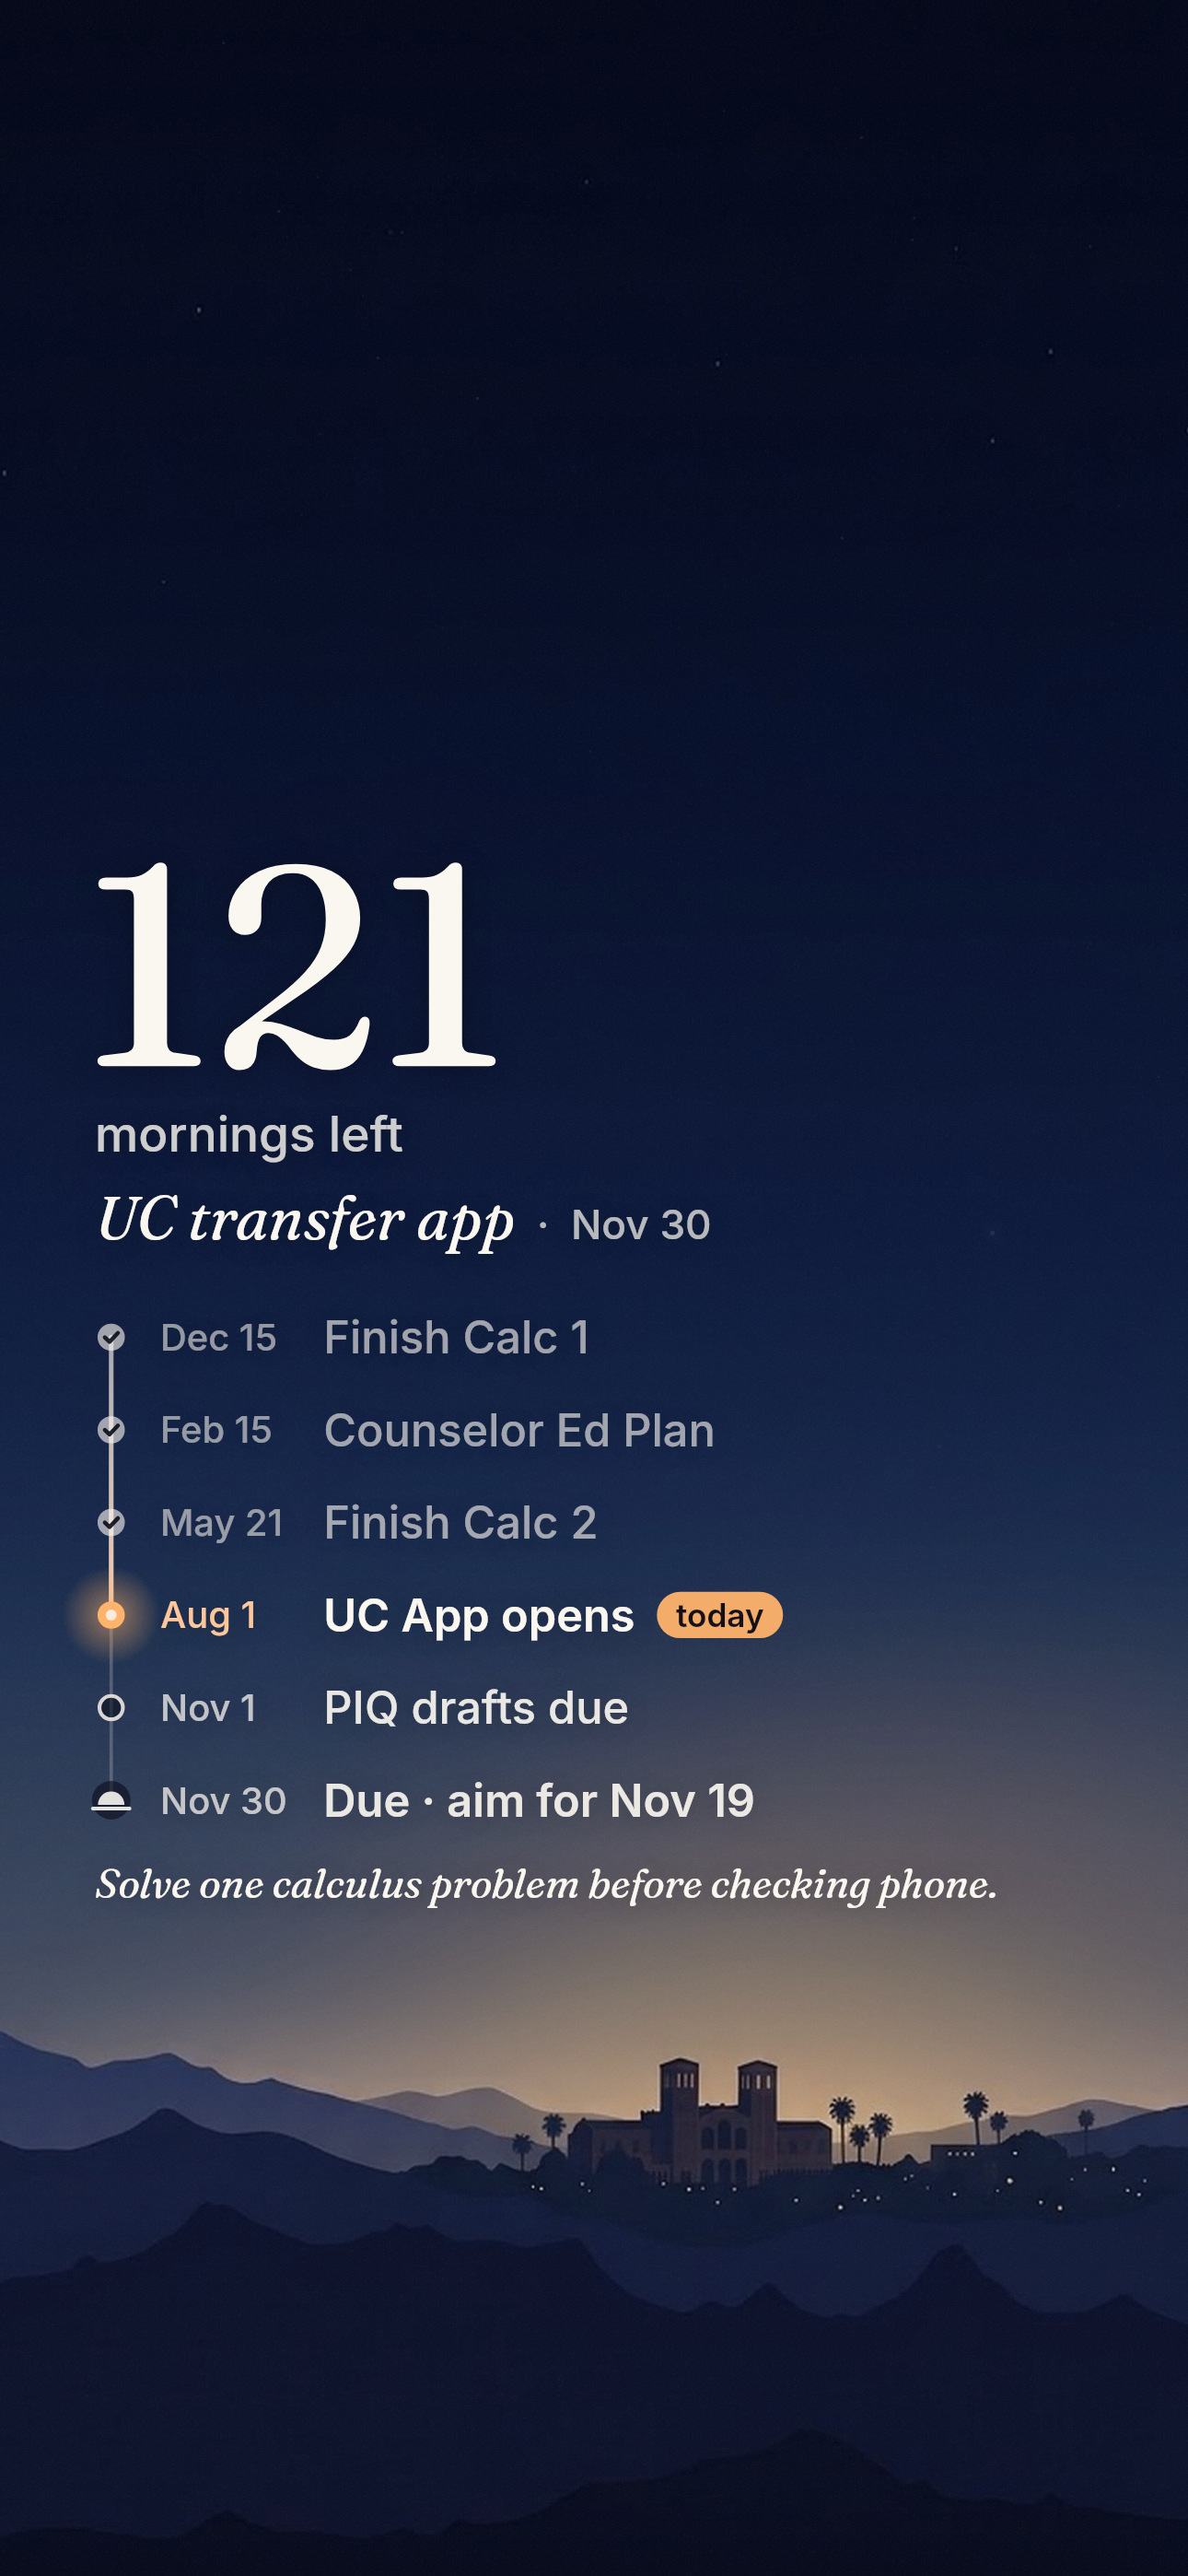 121
mornings left
UC transfer app · Nov 30
Dec 15 Finish Calc 1
Feb 15 Counselor Ed Plan
May 21 Finish Calc 2
Aug 1 UC App opens today
Nov 1 PIQ drafts due
Nov 30 Due · aim for Nov 19
Solve one calculus problem before checking phone.